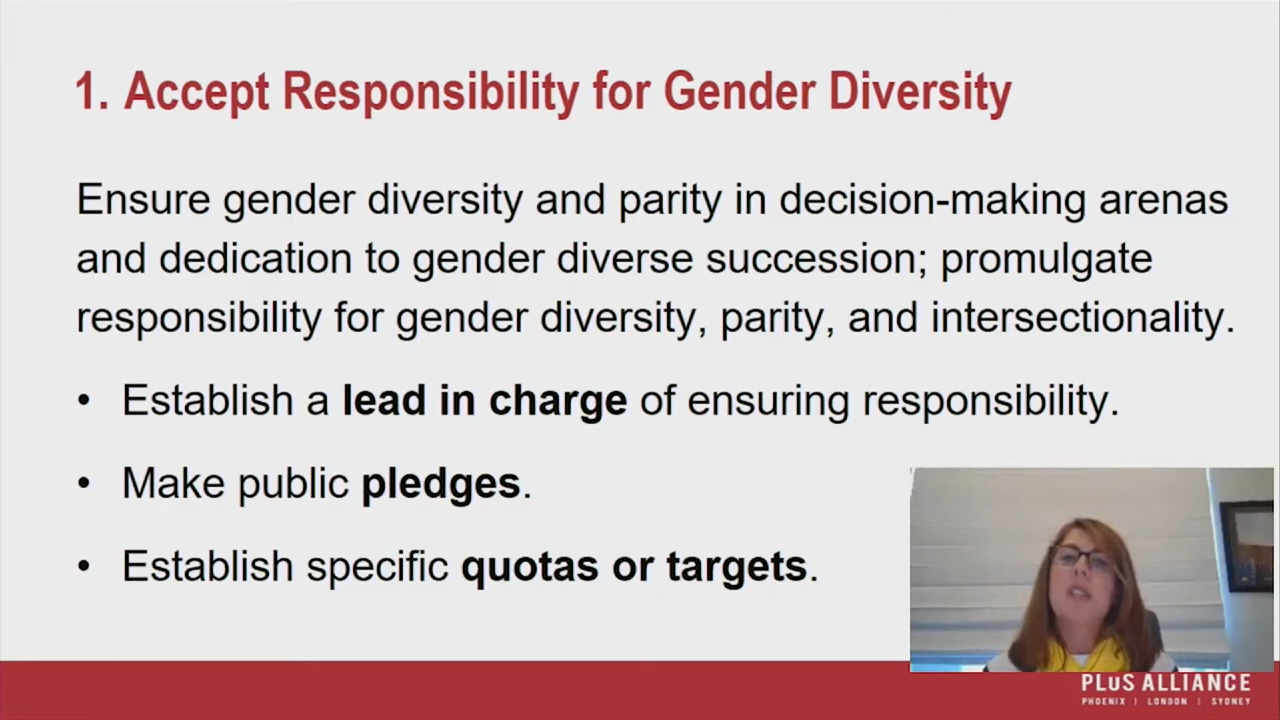 1. Accept Responsibility for Gender Diversity
Ensure gender diversity and parity in decision-making arenas
and dedication to gender diverse succession; promulgate
responsibility for gender diversity, parity, and intersectionality.
• Establish a lead in charge of ensuring responsibility.
• Make public pledges.
• Establish specific quotas or targets.
PLuS ALLIANCE
PHOENIX | LONDON | SYDNEY